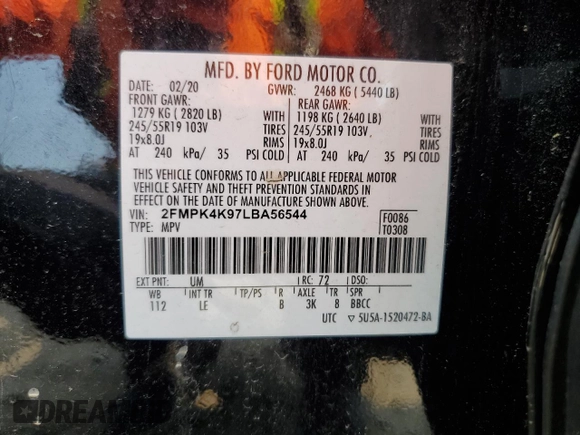 MFD. BY FORD MOTOR CO.
DATE: 02/20 GVWR: 2468 KG ( 5440 LB)
FRONT GAWR: REAR GAWR:
1279 KG ( 2820 LB) WITH 1198 KG ( 2640 LB) WITH
245/55R19 103V TIRES 245/55R19 103V TIRES
19x8.0J RIMS 19x8.0J RIMS
AT 240 kPa/ 35 PSI COLD AT 240 kPa/ 35 PSI COLD
THIS VEHICLE CONFORMS TO ALL APPLICABLE FEDERAL MOTOR
VEHICLE SAFETY AND THEFT PREVENTION STANDARDS IN
EFFECT ON THE DATE OF MANUFACTURE SHOWN ABOVE.
VIN: 2FMPK4K97LBA56544 F0086
TYPE: MPV T0308
EXT PNT: UM RC: 72 DSO:
WB INT TR TP/PS R AXLE TR SPR
112 LE B 3K 8 BBCC
UTC ▽ 5U5A-1520472-BA